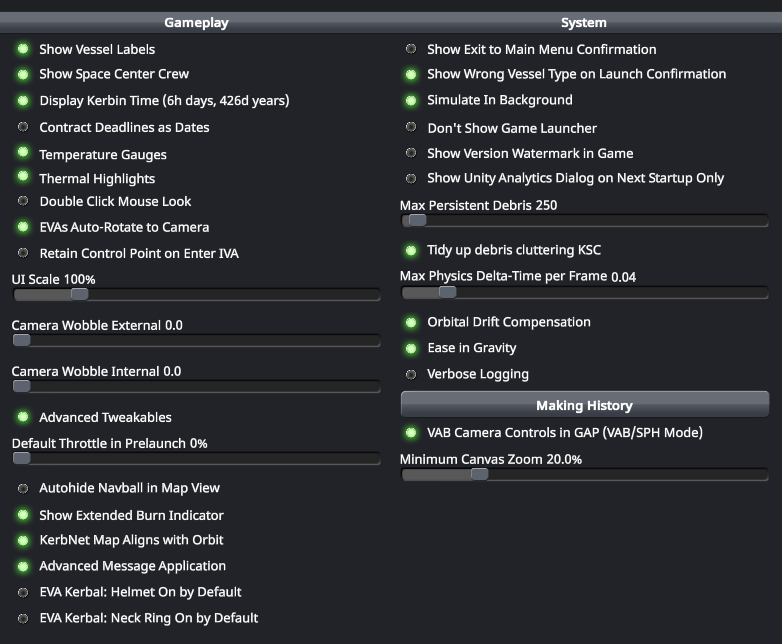 Gameplay
Show Vessel Labels
Show Space Center Crew
Display Kerbin Time (6h days, 426d years)
Contract Deadlines as Dates
Temperature Gauges
Thermal Highlights
Double Click Mouse Look
EVAs Auto-Rotate to Camera
Retain Control Point on Enter IVA
UI Scale 100%
Camera Wobble External 0.0
Camera Wobble Internal 0.0
Advanced Tweakables
Default Throttle in Prelaunch 0%
Autohide Navball in Map View
Show Extended Burn Indicator
KerbNet Map Aligns with Orbit
Advanced Message Application
EVA Kerbal: Helmet On by Default
EVA Kerbal: Neck Ring On by Default
System
Show Exit to Main Menu Confirmation
Show Wrong Vessel Type on Launch Confirmation
Simulate In Background
Don't Show Game Launcher
Show Version Watermark in Game
Show Unity Analytics Dialog on Next Startup Only
Max Persistent Debris 250
Tidy up debris cluttering KSC
Max Physics Delta-Time per Frame 0.04
Orbital Drift Compensation
Ease in Gravity
Verbose Logging
Making History
VAB Camera Controls in GAP (VAB/SPH Mode)
Minimum Canvas Zoom 20.0%